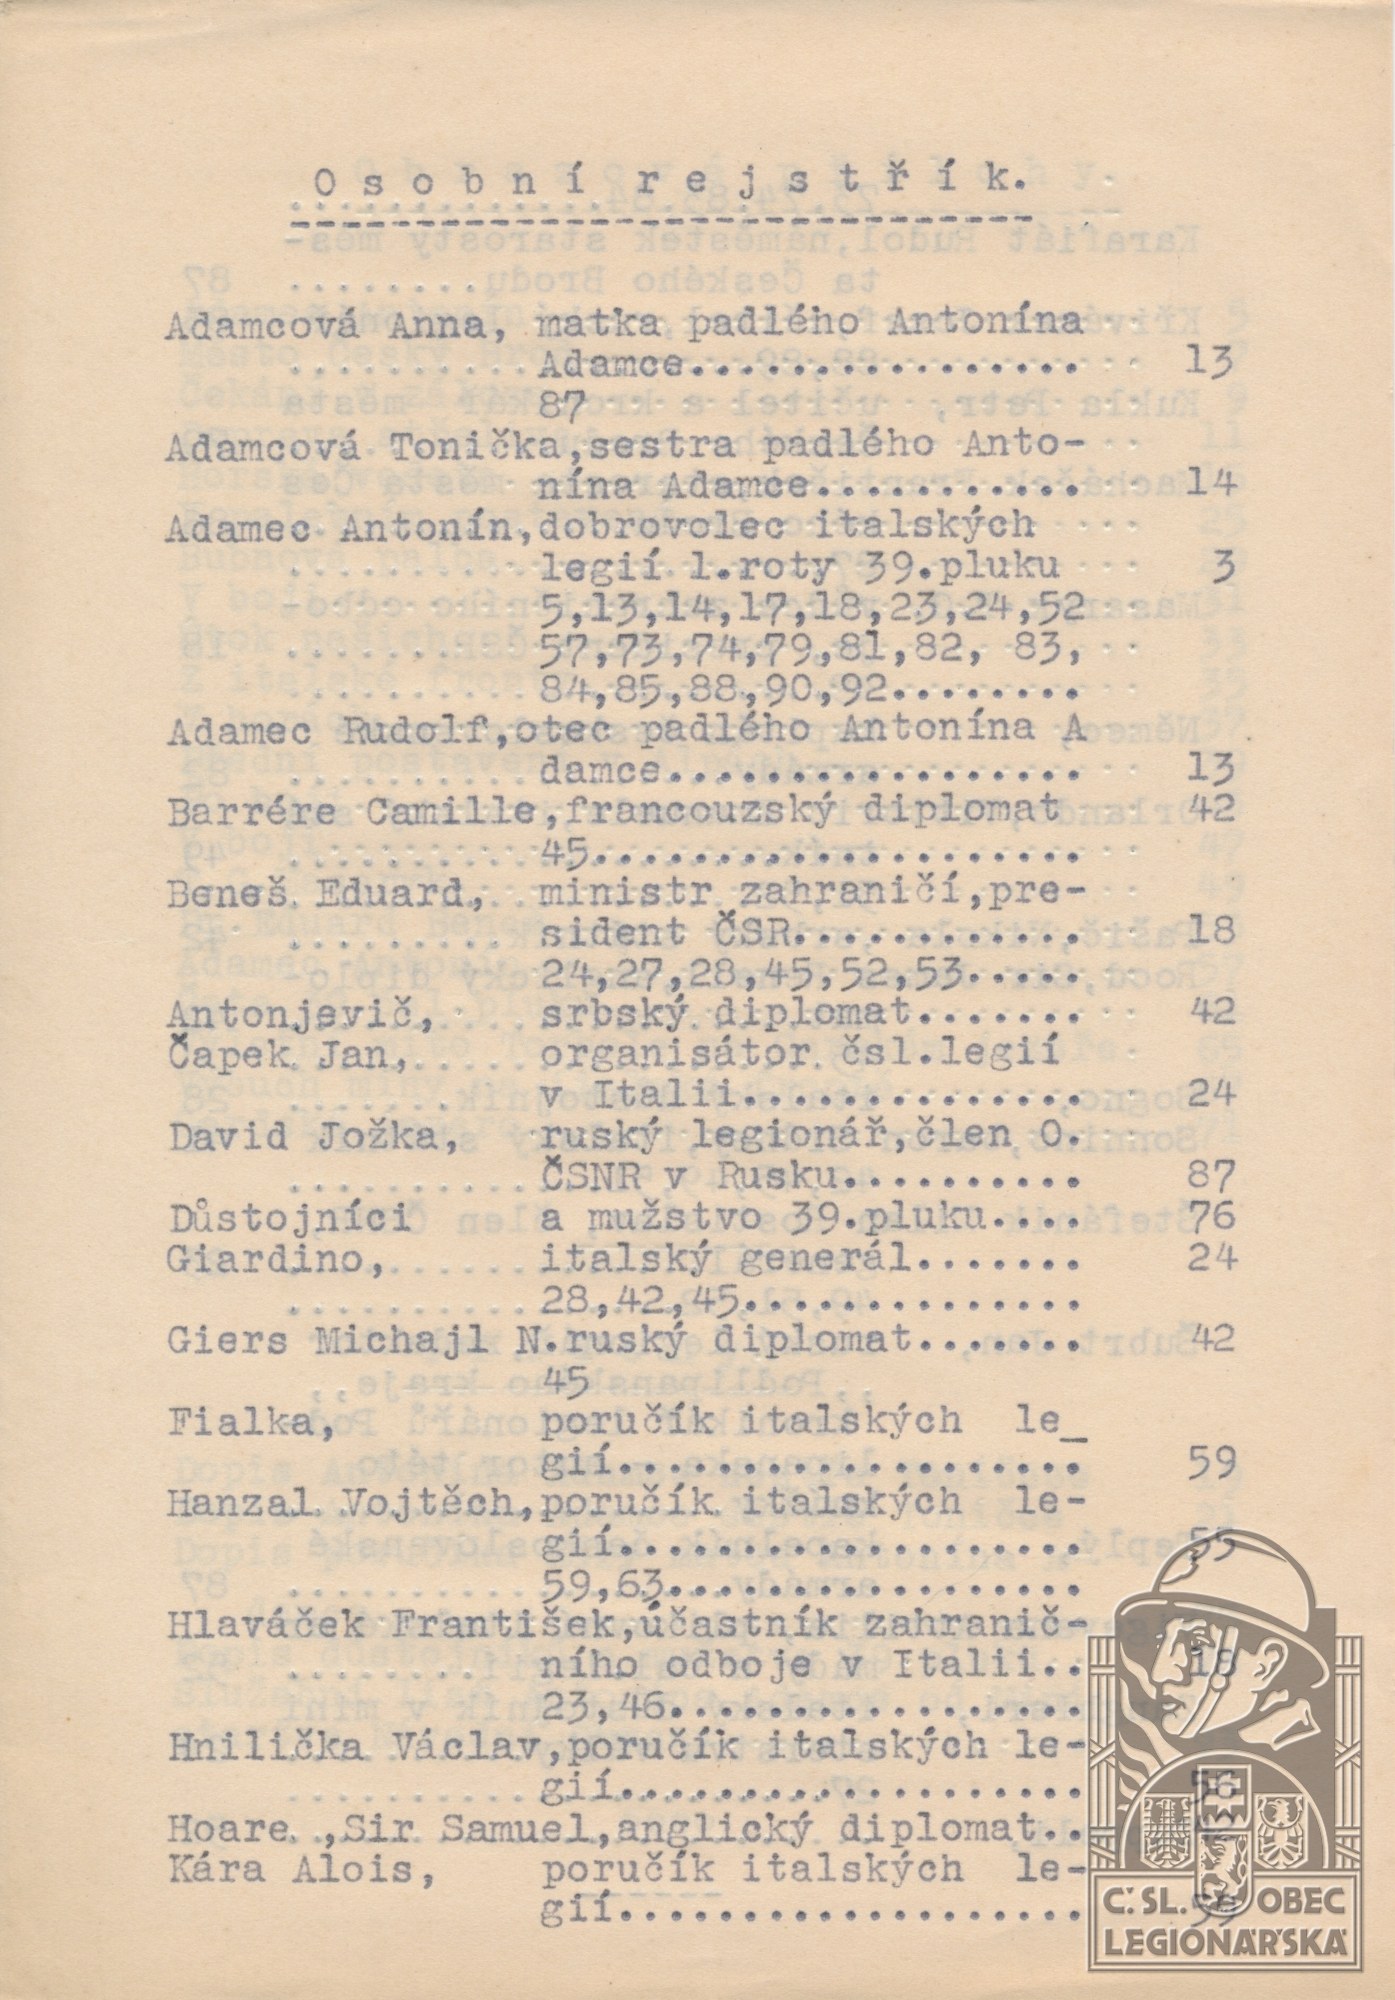 Osobní rejstřík.
Adamcová Anna, matka padlého Antonína
Adamce................ 13
87
Adamcová Tonička,sestra padlého Anto-
nína Adamce........... 14
Adamec Antonín,dobrovolec italských
legií 1.roty 39.pluku 3
5,13,14,17,18,23,24,52
57,73,74,79,81,82, 83,
84,85,88,90,92........
Adamec Rudolf,otec padlého Antonína A
damce................. 13
Barrére Camille,francouzský diplomat 42
45....................
Beneš Eduard, ministr zahraničí,pre-
sident ČSR............ 18
24,27,28,45,52,53.....
Antonjevič, srbský diplomat....... 42
Čapek Jan, organisátor čsl.legií
v Italii.............. 24
David Jožka, ruský legionář,člen O.
ČSNR v Rusku.......... 87
Důstojníci a mužstvo 39.pluku.... 76
Giardino, italský generál....... 24
28,42,45..............
Giers Michajl N.ruský diplomat....... 42
45
Fialka, poručík italských le_
gií................... 59
Hanzal Vojtěch,poručík italských le-
gií................... 55
59,63.................
Hlaváček František,účastník zahranič-
ního odboje v Italii.. 18
23,46.................
Hnilička Václav,poručík italských le-
gií................... 56
Hoare ,Sir Samuel,anglický diplomat..
Kára Alois, poručík italských le-
gií................... 59
Č.SL. OBEC
LEGIONÁŘSKÁ